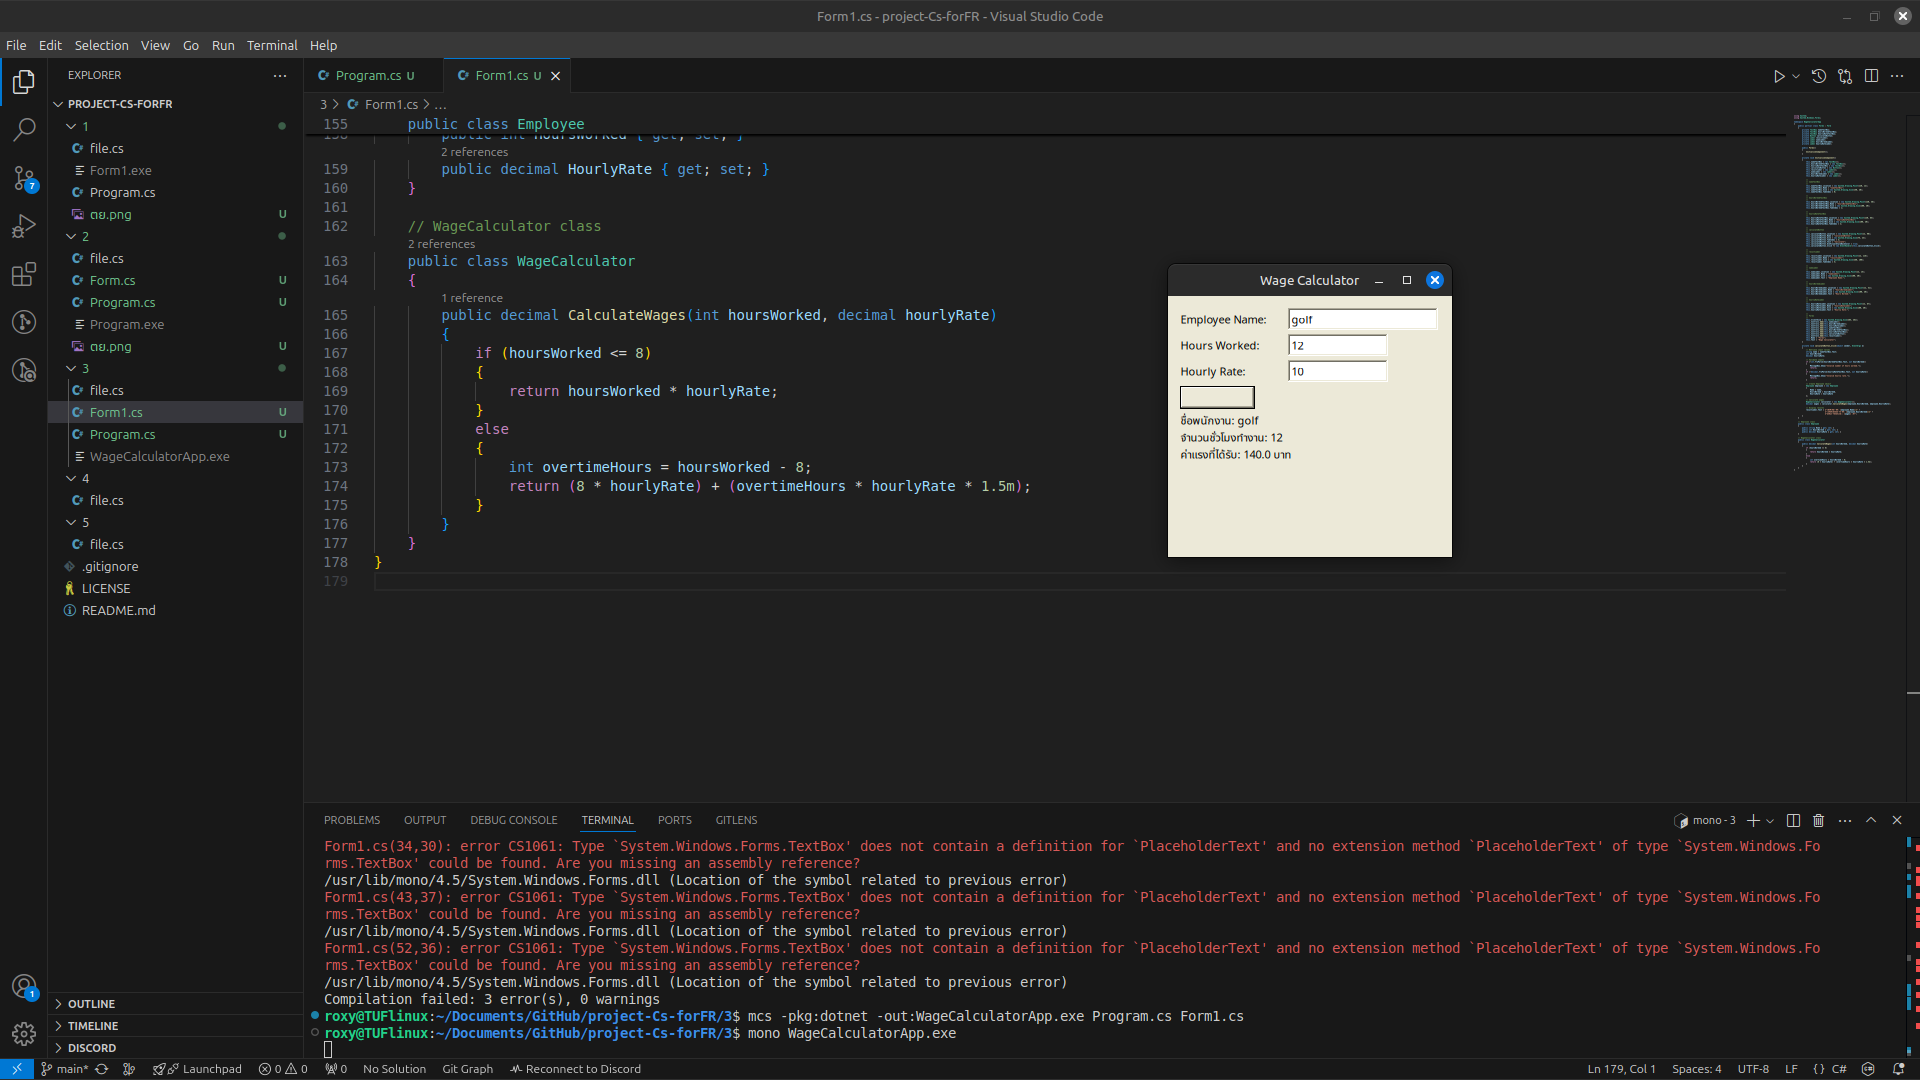 Form1.cs - project-Cs-forFR - Visual Studio Code
File Edit Selection View Go Run Terminal Help
EXPLORER
PROJECT-CS-FORFR
1
file.cs
Form1.exe
Program.cs
ตย.png U
2
file.cs
Form.cs U
Program.cs U
Program.exe
ตย.png U
3
file.cs
Form1.cs U
Program.cs U
WageCalculatorApp.exe
4
file.cs
5
file.cs
.gitignore
LICENSE
README.md
OUTLINE
TIMELINE
DISCORD
7
1
Program.cs U Form1.cs U
3 > Form1.cs > ...
155 public class Employee
2 references
159 public decimal HourlyRate { get; set; }
160 }
161
162 // WageCalculator class
2 references
163 public class WageCalculator
164 {
1 reference
165 public decimal CalculateWages(int hoursWorked, decimal hourlyRate)
166 {
167 if (hoursWorked <= 8)
168 {
169 return hoursWorked * hourlyRate;
170 }
171 else
172 {
173 int overtimeHours = hoursWorked - 8;
174 return (8 * hourlyRate) + (overtimeHours * hourlyRate * 1.5m);
175 }
176 }
177 }
178 }
179
Wage Calculator
Employee Name: golf
Hours Worked: 12
Hourly Rate: 10
ชื่อพนักงาน: golf
จำนวนชั่วโมงทำงาน: 12
ค่าแรงที่ได้รับ: 140.0 บาท
PROBLEMS OUTPUT DEBUG CONSOLE TERMINAL PORTS GITLENS
mono - 3
Form1.cs(34,30): error CS1061: Type `System.Windows.Forms.TextBox' does not contain a definition for `PlaceholderText' and no extension method `PlaceholderText' of type `System.Windows.Fo
rms.TextBox' could be found. Are you missing an assembly reference?
/usr/lib/mono/4.5/System.Windows.Forms.dll (Location of the symbol related to previous error)
Form1.cs(43,37): error CS1061: Type `System.Windows.Forms.TextBox' does not contain a definition for `PlaceholderText' and no extension method `PlaceholderText' of type `System.Windows.Fo
rms.TextBox' could be found. Are you missing an assembly reference?
/usr/lib/mono/4.5/System.Windows.Forms.dll (Location of the symbol related to previous error)
Form1.cs(52,36): error CS1061: Type `System.Windows.Forms.TextBox' does not contain a definition for `PlaceholderText' and no extension method `PlaceholderText' of type `System.Windows.Fo
rms.TextBox' could be found. Are you missing an assembly reference?
/usr/lib/mono/4.5/System.Windows.Forms.dll (Location of the symbol related to previous error)
Compilation failed: 3 error(s), 0 warnings
roxy@TUFlinux:~/Documents/GitHub/project-Cs-forFR/3$ mcs -pkg:dotnet -out:WageCalculatorApp.exe Program.cs Form1.cs
roxy@TUFlinux:~/Documents/GitHub/project-Cs-forFR/3$ mono WageCalculatorApp.exe
main* Launchpad 0 0 0 No Solution Git Graph Reconnect to Discord Ln 179, Col 1 Spaces: 4 UTF-8 LF {} C#